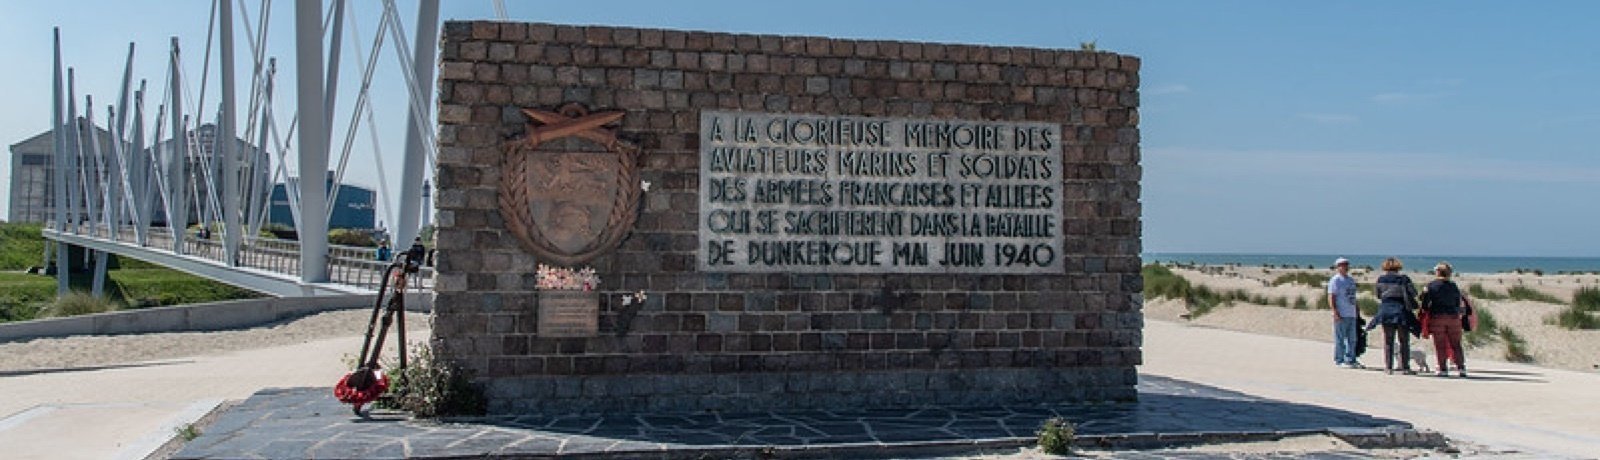 A LA GLORIEUSE MEMOIRE DES
AVIATEURS, MARINS ET SOLDATS
DES ARMEES FRANCAISES ET ALLIEES
QUI SE SACRIFIERENT DANS LA BATAILLE
DE DUNKERQUE MAI JUIN 1940